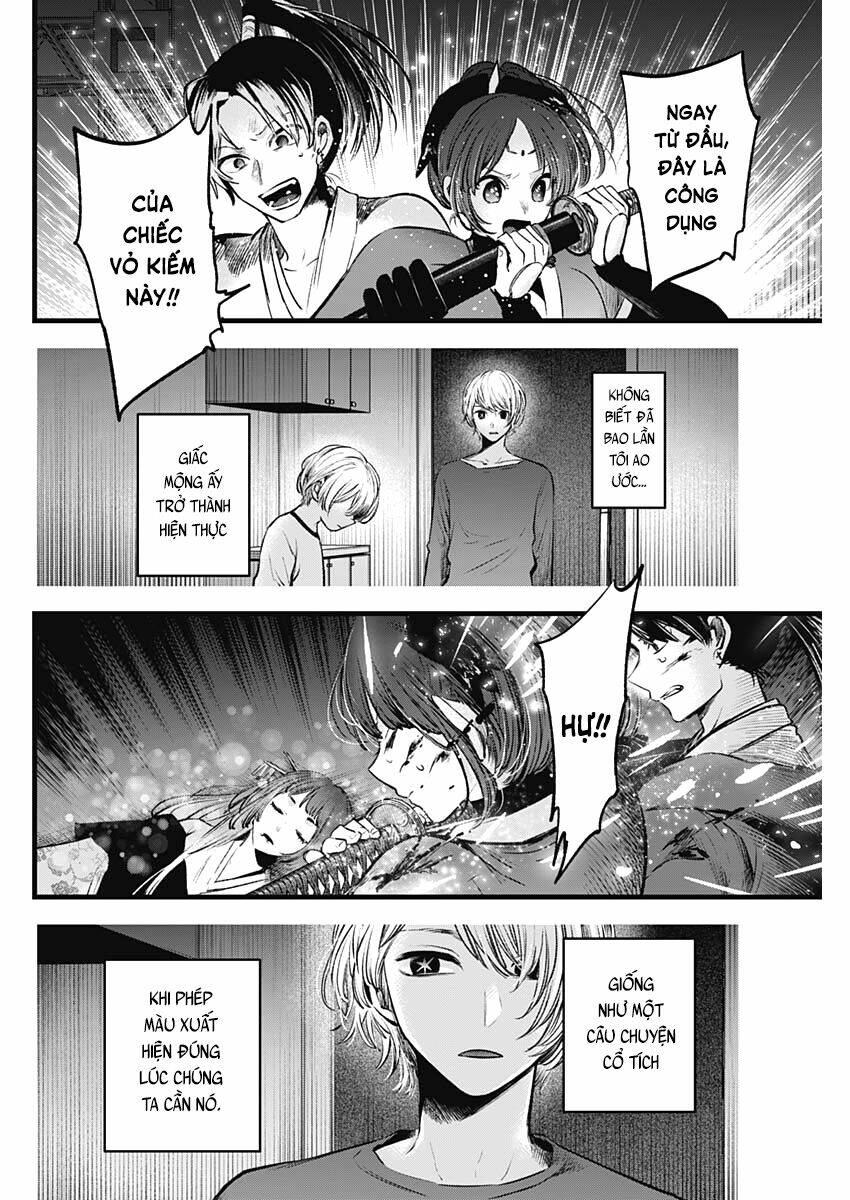 NGAY
TỪ ĐẦU,
ĐÂY LÀ
CÔNG
DỤNG
CỦA
CHIẾC
VỎ KIẾM
NÀY!!
KHÔNG
BIẾT ĐÃ
BAO LẦN
TÔI AO
ƯỚC...
GIẤC
MỘNG ẤY
TRỞ THÀNH
HIỆN THỰC
HỰ!!
GIỐNG
NHƯ MỘT
CÂU CHUYỆN
CỔ TÍCH
KHI PHÉP
MÀU XUẤT
HIỆN ĐÚNG
LÚC CHÚNG
TA CẦN NÓ.